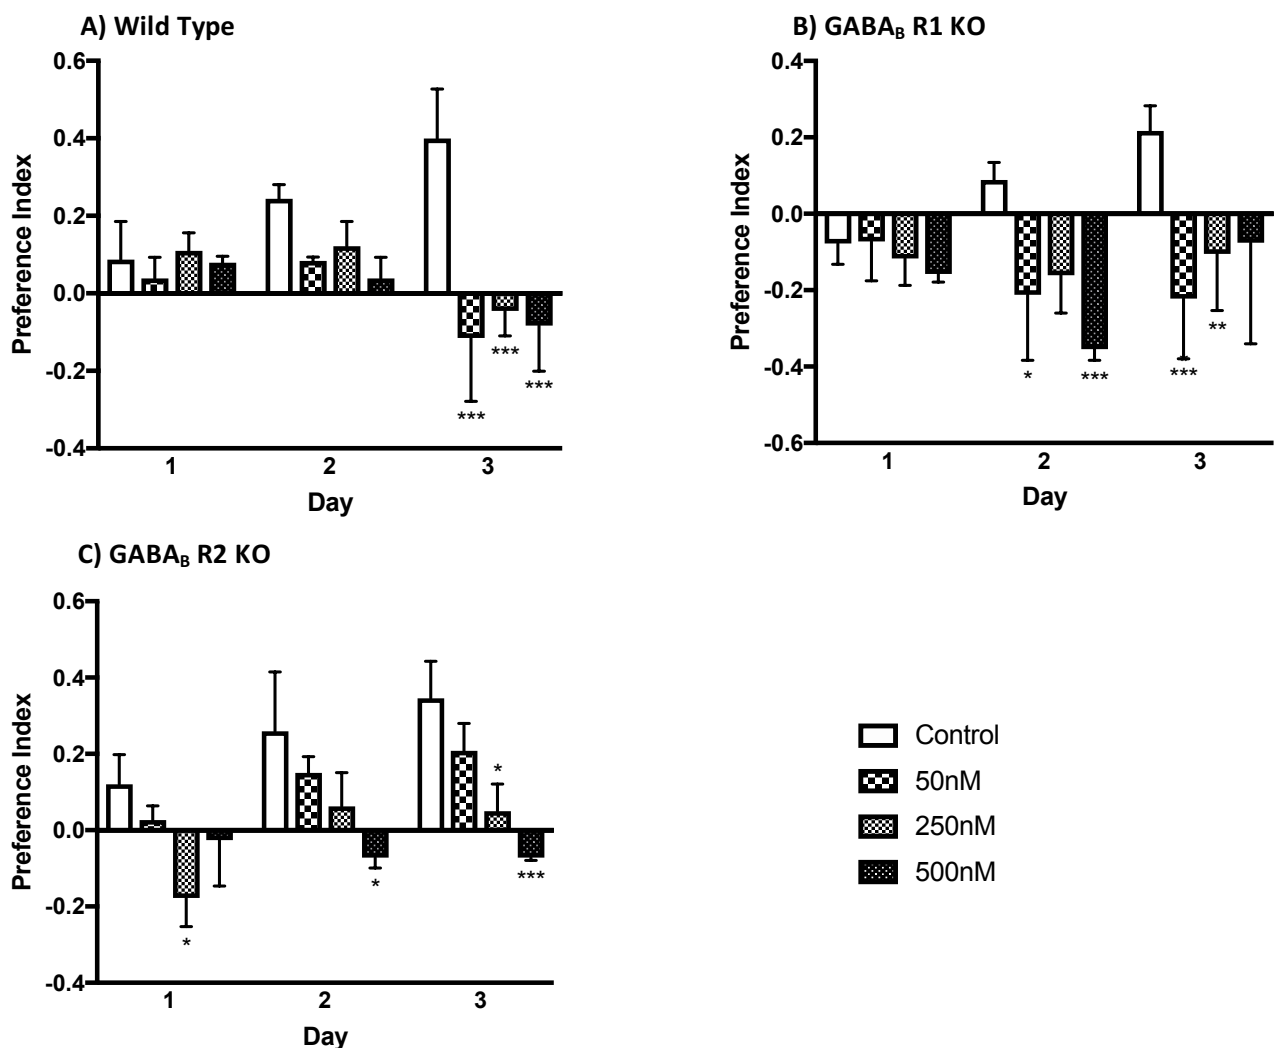 A) Wild Type
0.6
0.4
0.2
0.0
-0.2
-0.4
Preference Index
***
***
***
1 2 3
Day
B) GABA_B R1 KO
0.4
0.2
0.0
-0.2
-0.4
-0.6
Preference Index
*
***
***
**
1 2 3
Day
C) GABA_B R2 KO
0.6
0.4
0.2
0.0
-0.2
-0.4
Preference Index
*
*
*
***
1 2 3
Day
Control
50nM
250nM
500nM